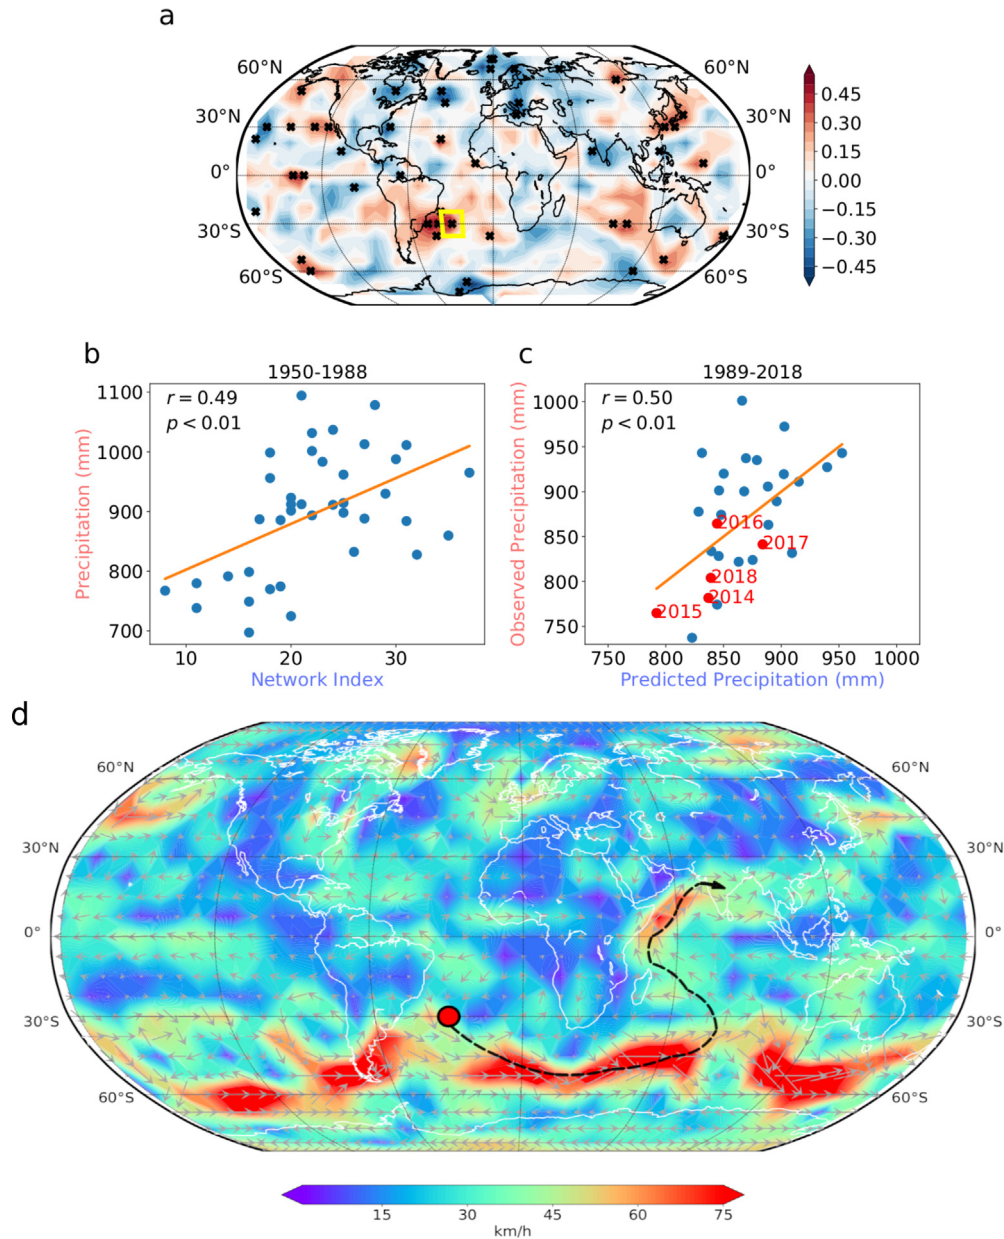 a
60°N 60°N
30°N 30°N
0° 0°
30°S 30°S
60°S 60°S
0.45
0.30
0.15
0.00
−0.15
−0.30
−0.45
b
1950-1988
r = 0.49
p < 0.01
Precipitation (mm)
1100
1000
900
800
700
10 20 30
Network Index
c
1989-2018
r = 0.50
p < 0.01
Observed Precipitation (mm)
1000
950
900
850
800
750
2016
2017
2018
2014
2015
750 800 850 900 950 1000
Predicted Precipitation (mm)
d
60°N 60°N
30°N 30°N
0° 0°
30°S 30°S
60°S 60°S
15 30 45 60 75
km/h